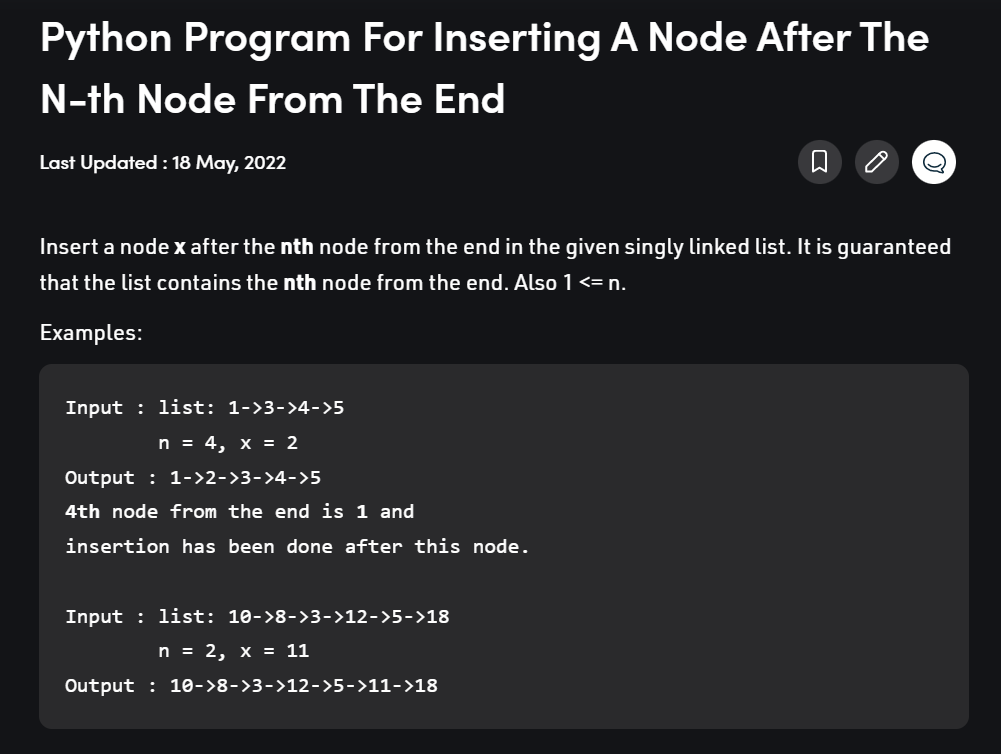 Python Program For Inserting A Node After The
N-th Node From The End
Last Updated : 18 May, 2022
Insert a node x after the nth node from the end in the given singly linked list. It is guaranteed
that the list contains the nth node from the end. Also 1 <= n.
Examples:
Input : list: 1->3->4->5
        n = 4, x = 2
Output : 1->2->3->4->5
4th node from the end is 1 and
insertion has been done after this node.
Input : list: 10->8->3->12->5->18
        n = 2, x = 11
Output : 10->8->3->12->5->11->18